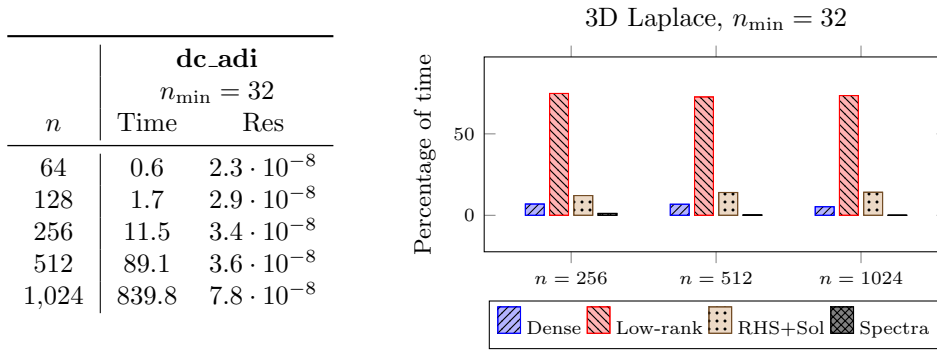 dc_adi
n_min = 32
n Time Res
64 0.6 2.3 · 10⁻⁸
128 1.7 2.9 · 10⁻⁸
256 11.5 3.4 · 10⁻⁸
512 89.1 3.6 · 10⁻⁸
1,024 839.8 7.8 · 10⁻⁸
3D Laplace, n_min = 32
Percentage of time
50
0
n = 256 n = 512 n = 1024
Dense Low-rank RHS+Sol Spectra